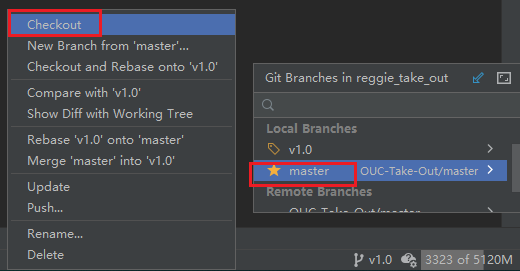 Checkout
New Branch from 'master'...
Checkout and Rebase onto 'v1.0'
Compare with 'v1.0'
Show Diff with Working Tree
Rebase 'v1.0' onto 'master'
Merge 'master' into 'v1.0'
Update
Push...
Rename...
Delete
Git Branches in reggie_take_out
Local Branches
v1.0
master OUC-Take-Out/master
Remote Branches
OUC-Take-Out/master
v1.0 3323 of 5120M